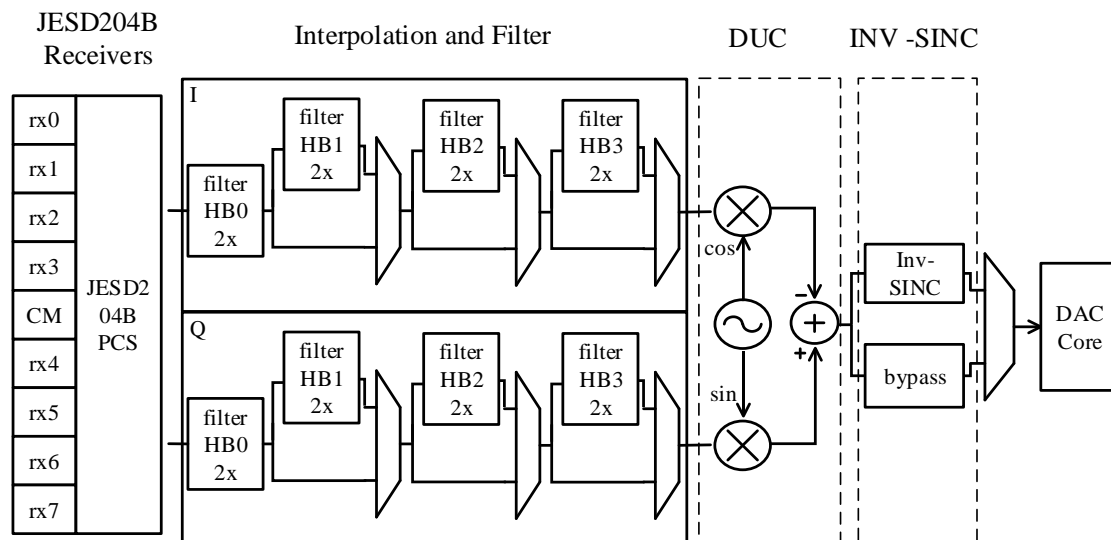 JESD204B
Receivers
Interpolation and Filter
DUC
INV -SINC
rx0
rx1
rx2
rx3
CM
rx4
rx5
rx6
rx7
JESD2
04B
PCS
I
filter
HB0
2x
filter
HB1
2x
filter
HB2
2x
filter
HB3
2x
Q
filter
HB0
2x
filter
HB1
2x
filter
HB2
2x
filter
HB3
2x
cos
sin
-
+
+
Inv-
SINC
bypass
DAC
Core